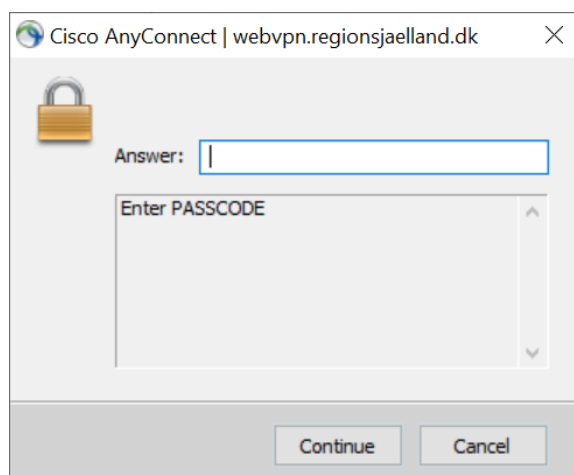 Cisco AnyConnect | webvpn.regionsjaelland.dk
Answer:
Enter PASSCODE
Continue Cancel